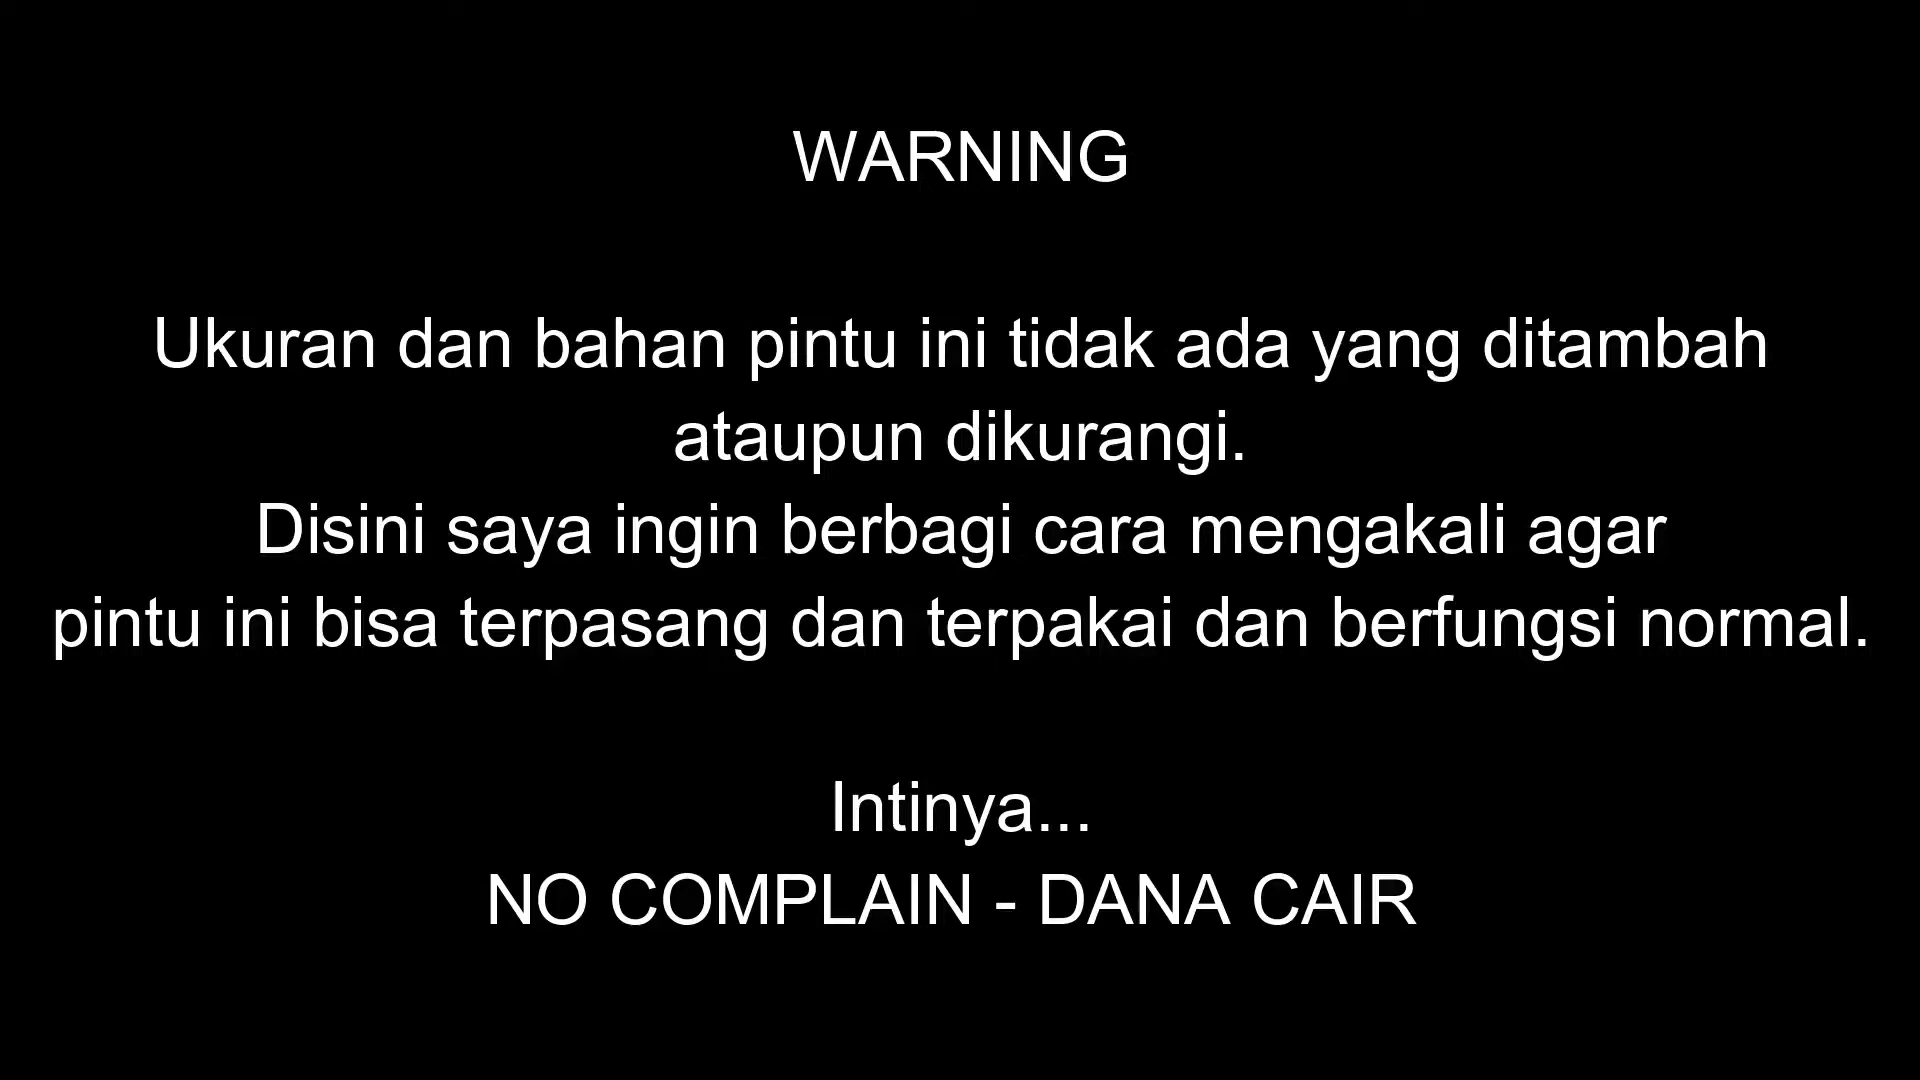 WARNING
Ukuran dan bahan pintu ini tidak ada yang ditambah
ataupun dikurangi.
Disini saya ingin berbagi cara mengakali agar
pintu ini bisa terpasang dan terpakai dan berfungsi normal.
Intinya...
NO COMPLAIN - DANA CAIR